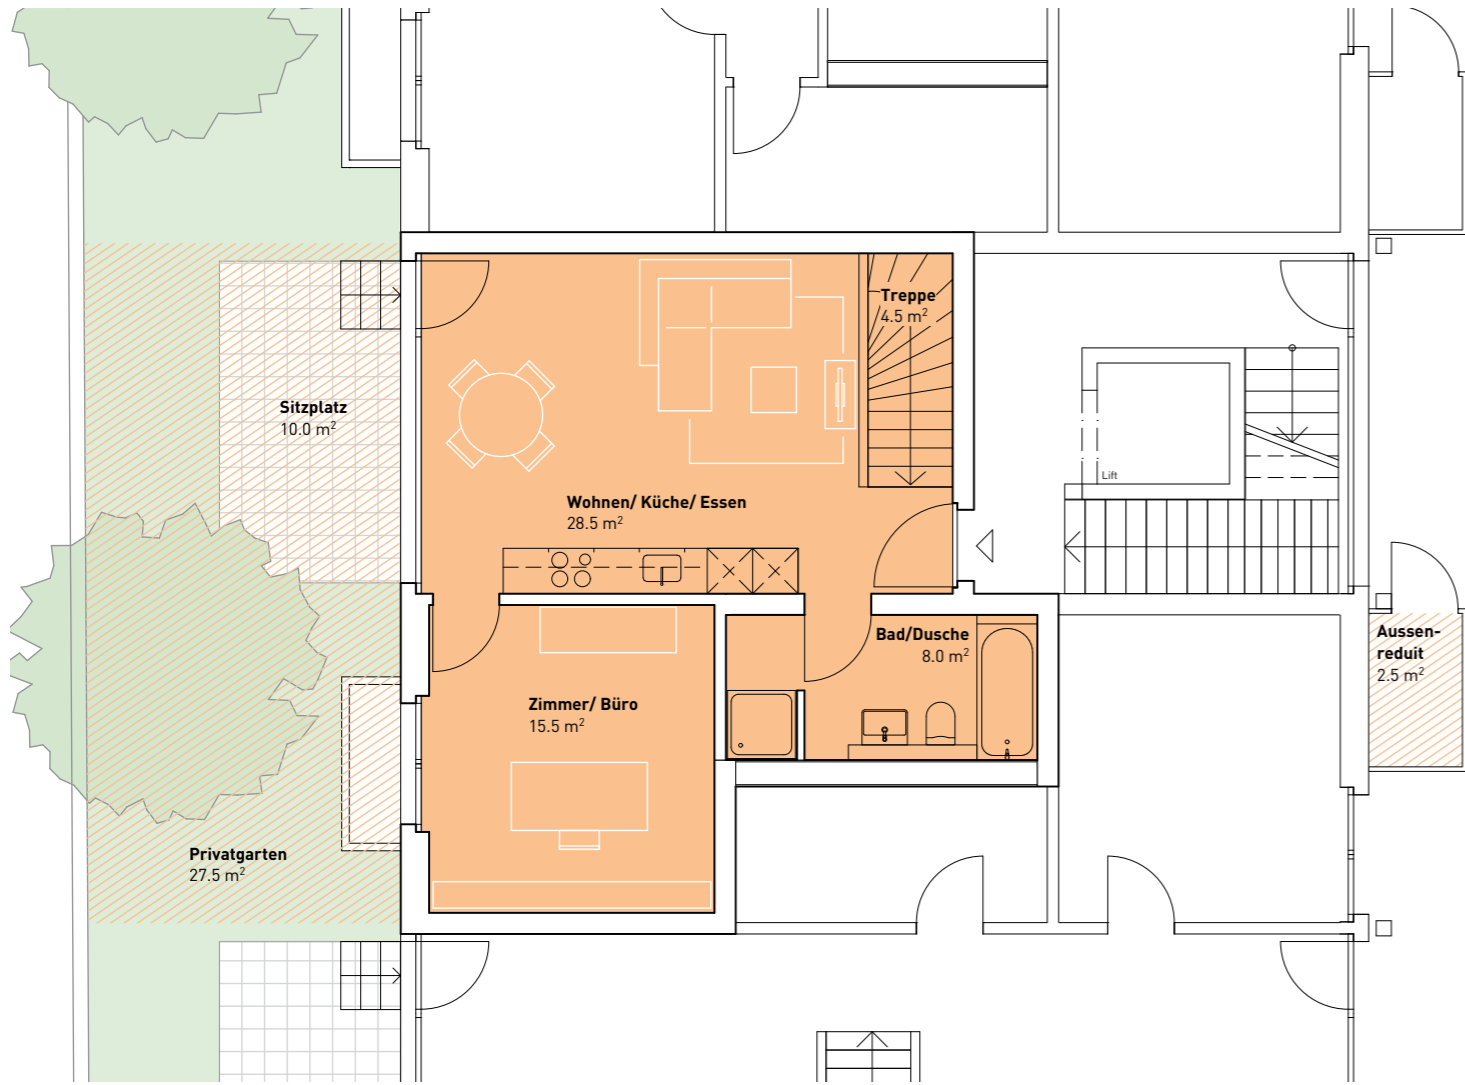 Treppe
4.5 m²
Sitzplatz
10.0 m²
Lift
Wohnen/ Küche/ Essen
28.5 m²
Bad/Dusche
8.0 m²
Aussen-
reduit
2.5 m²
Zimmer/ Büro
15.5 m²
Privatgarten
27.5 m²